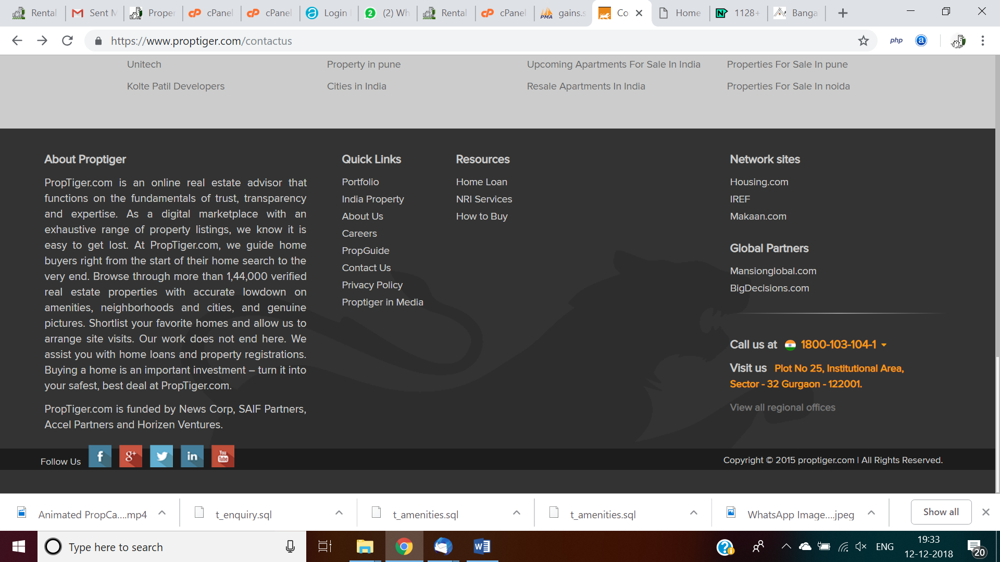 Rental
Sent M
Proper
cPanel
cPanel
Login
(2) Wh
Rental
cPanel
gains.s
Co
Home
1128+
Banga
https://www.proptiger.com/contactus
php
Unitech
Property in pune
Upcoming Apartments For Sale In India
Properties For Sale In pune
Kolte Patil Developers
Cities in India
Resale Apartments In India
Properties For Sale In noida
About Proptiger
PropTiger.com is an online real estate advisor that
functions on the fundamentals of trust, transparency
and expertise. As a digital marketplace with an
exhaustive range of property listings, we know it is
easy to get lost. At PropTiger.com, we guide home
buyers right from the start of their home search to the
very end. Browse through more than 1,44,000 verified
real estate properties with accurate lowdown on
amenities, neighborhoods and cities, and genuine
pictures. Shortlist your favorite homes and allow us to
arrange site visits. Our work does not end here. We
assist you with home loans and property registrations.
Buying a home is an important investment – turn it into
your safest, best deal at PropTiger.com.
PropTiger.com is funded by News Corp, SAIF Partners,
Accel Partners and Horizen Ventures.
Quick Links
Portfolio
India Property
About Us
Careers
PropGuide
Contact Us
Privacy Policy
Proptiger in Media
Resources
Home Loan
NRI Services
How to Buy
Network sites
Housing.com
IREF
Makaan.com
Global Partners
Mansionglobal.com
BigDecisions.com
Call us at 1800-103-104-1
Visit us Plot No 25, Institutional Area,
Sector - 32 Gurgaon - 122001.
View all regional offices
Follow Us
Copyright © 2015 proptiger.com | All Rights Reserved.
Animated PropCa....mp4
t_enquiry.sql
t_amenities.sql
t_amenities.sql
WhatsApp Image....jpeg
Show all
Type here to search
ENG
19:33
12-12-2018
20